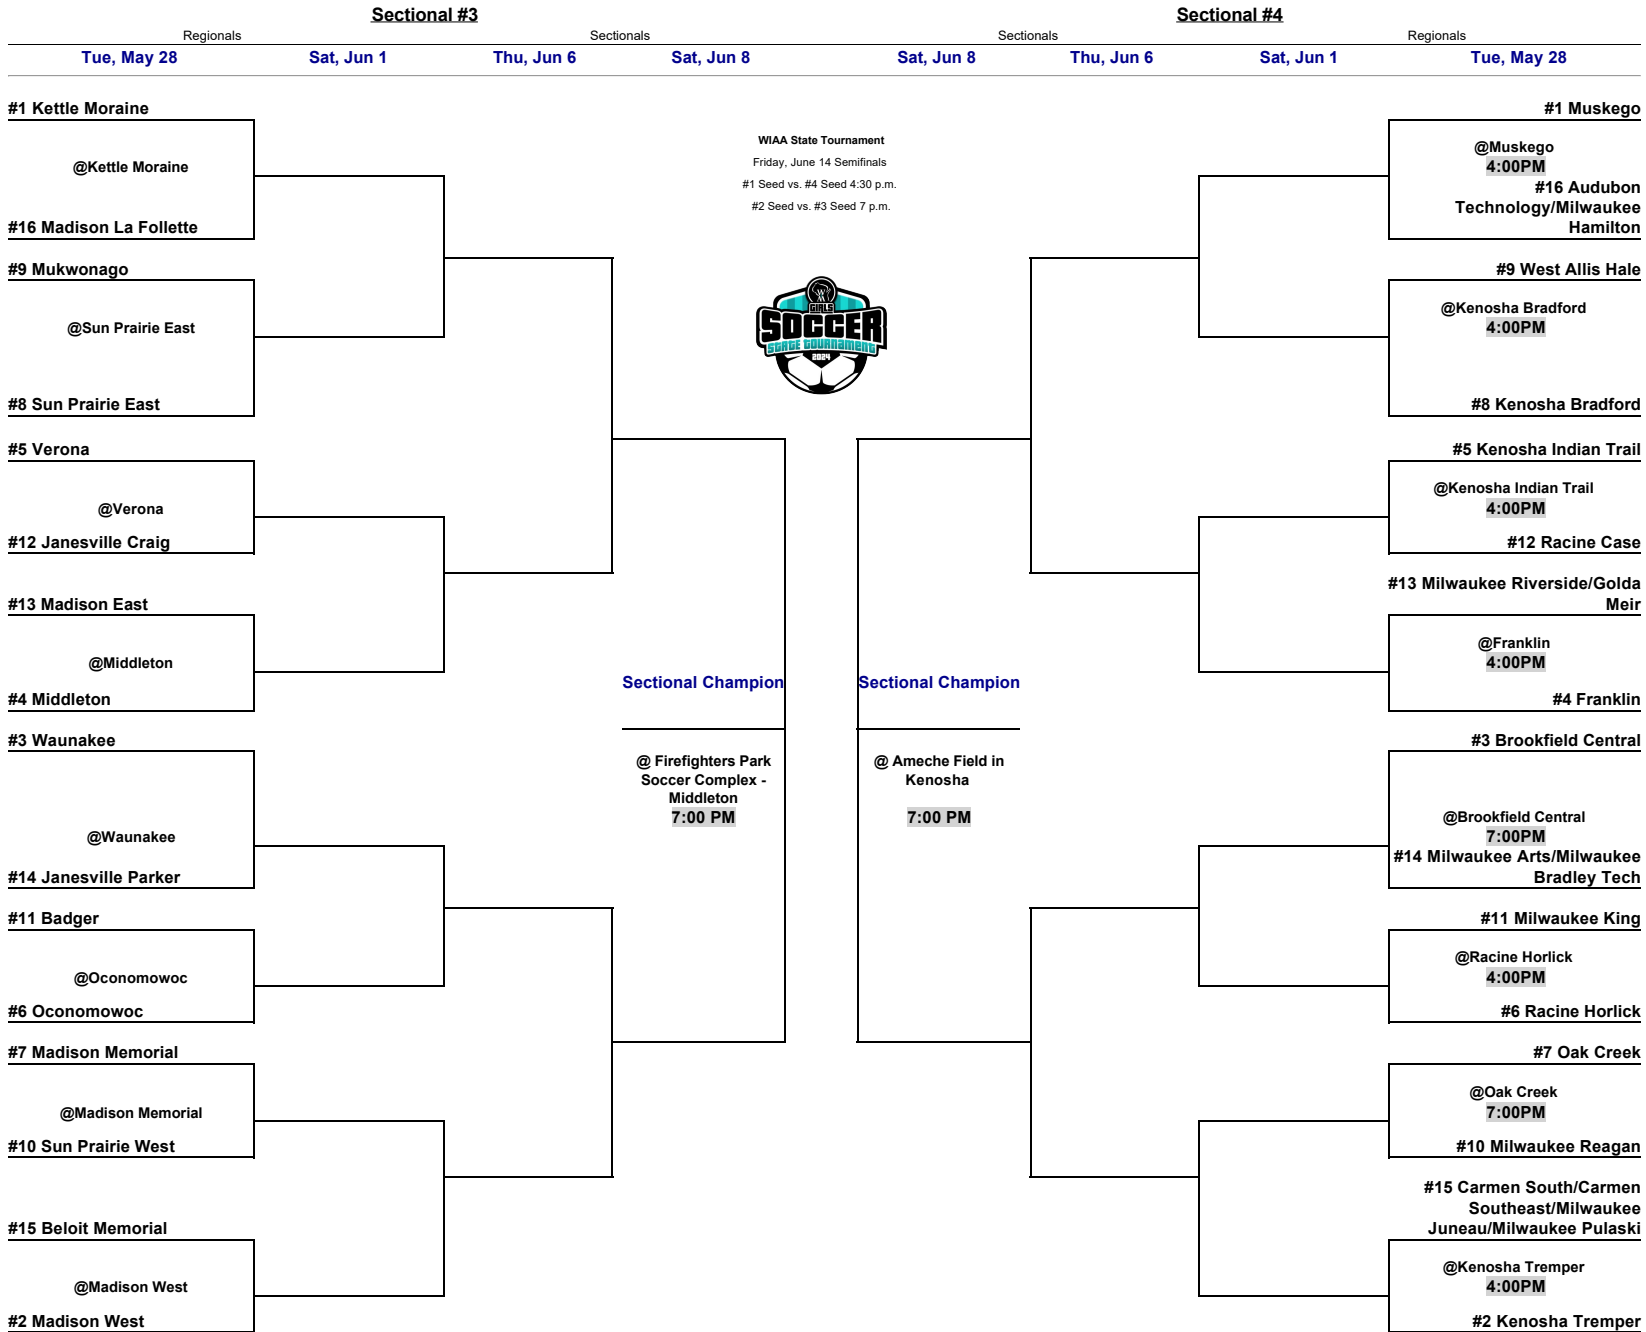 Sectional #3
Sectional #4
Regionals
Sectionals
Sectionals
Regionals
Tue, May 28
Sat, Jun 1
Thu, Jun 6
Sat, Jun 8
Sat, Jun 8
Thu, Jun 6
Sat, Jun 1
Tue, May 28
#1 Kettle Moraine
@Kettle Moraine
#16 Madison La Follette
#9 Mukwonago
@Sun Prairie East
#8 Sun Prairie East
#5 Verona
@Verona
#12 Janesville Craig
#13 Madison East
@Middleton
#4 Middleton
#3 Waunakee
@Waunakee
#14 Janesville Parker
#11 Badger
@Oconomowoc
#6 Oconomowoc
#7 Madison Memorial
@Madison Memorial
#10 Sun Prairie West
#15 Beloit Memorial
@Madison West
#2 Madison West
WIAA State Tournament
Friday, June 14 Semifinals
#1 Seed vs. #4 Seed 4:30 p.m.
#2 Seed vs. #3 Seed 7 p.m.
GIRLS
SOCCER
STATE TOURNAMENT
2024
Sectional Champion
@ Firefighters Park
Soccer Complex -
Middleton
7:00 PM
Sectional Champion
@ Ameche Field in
Kenosha
7:00 PM
#1 Muskego
@Muskego
4:00PM
#16 Audubon
Technology/Milwaukee
Hamilton
#9 West Allis Hale
@Kenosha Bradford
4:00PM
#8 Kenosha Bradford
#5 Kenosha Indian Trail
@Kenosha Indian Trail
4:00PM
#12 Racine Case
#13 Milwaukee Riverside/Golda
Meir
@Franklin
4:00PM
#4 Franklin
#3 Brookfield Central
@Brookfield Central
7:00PM
#14 Milwaukee Arts/Milwaukee
Bradley Tech
#11 Milwaukee King
@Racine Horlick
4:00PM
#6 Racine Horlick
#7 Oak Creek
@Oak Creek
7:00PM
#10 Milwaukee Reagan
#15 Carmen South/Carmen
Southeast/Milwaukee
Juneau/Milwaukee Pulaski
@Kenosha Tremper
4:00PM
#2 Kenosha Tremper